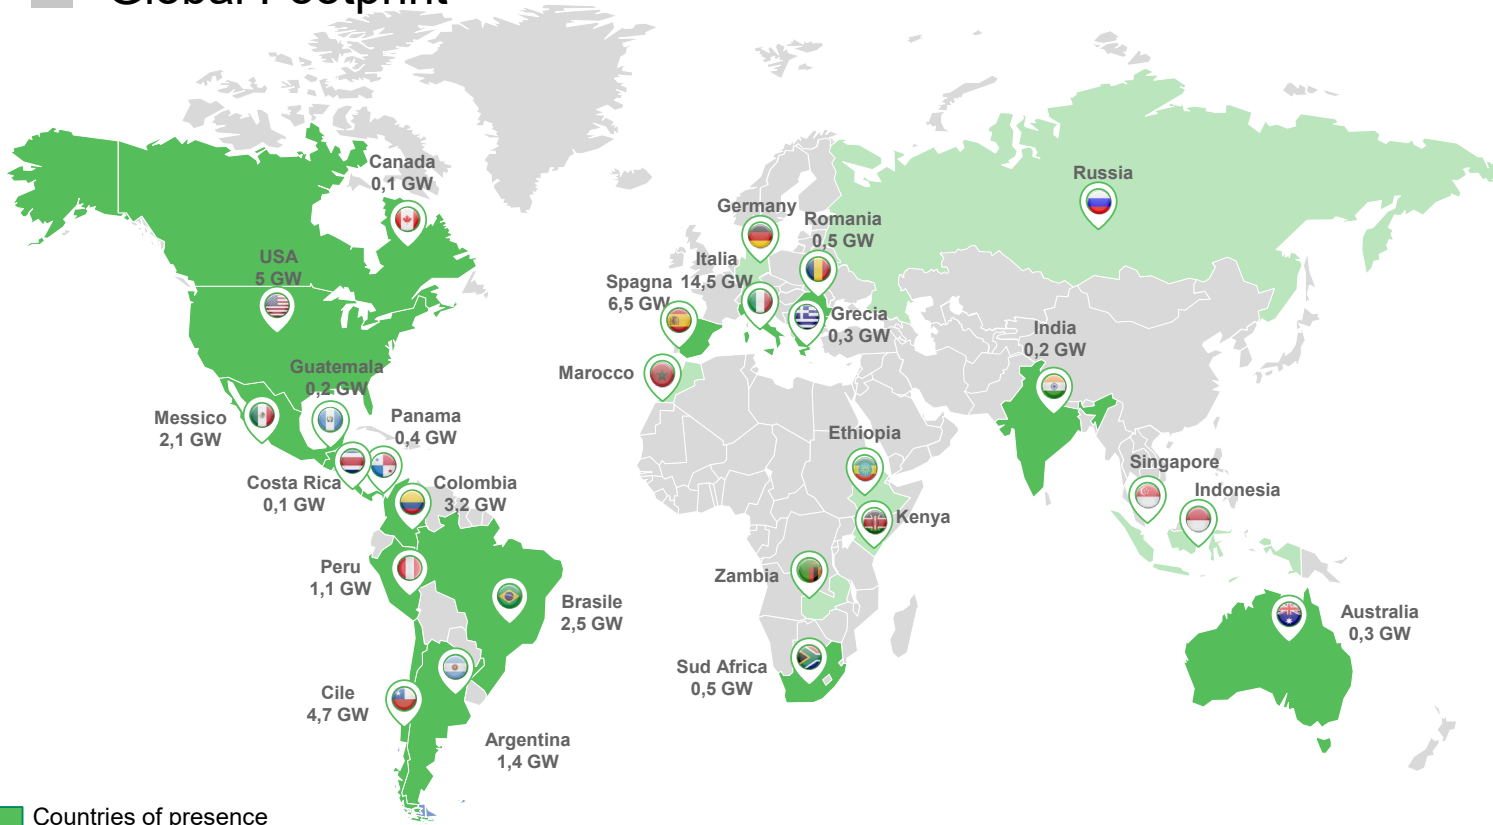 Global Footprint
Canada
0,1 GW
USA
5 GW
Guatemala
0,2 GW
Messico
2,1 GW
Panama
0,4 GW
Costa Rica
0,1 GW
Colombia
3,2 GW
Peru
1,1 GW
Brasile
2,5 GW
Cile
4,7 GW
Argentina
1,4 GW
Germany
Romania
0,5 GW
Italia
14,5 GW
Spagna
6,5 GW
Grecia
0,3 GW
Marocco
Russia
India
0,2 GW
Ethiopia
Kenya
Zambia
Sud Africa
0,5 GW
Singapore
Indonesia
Australia
0,3 GW
Countries of presence